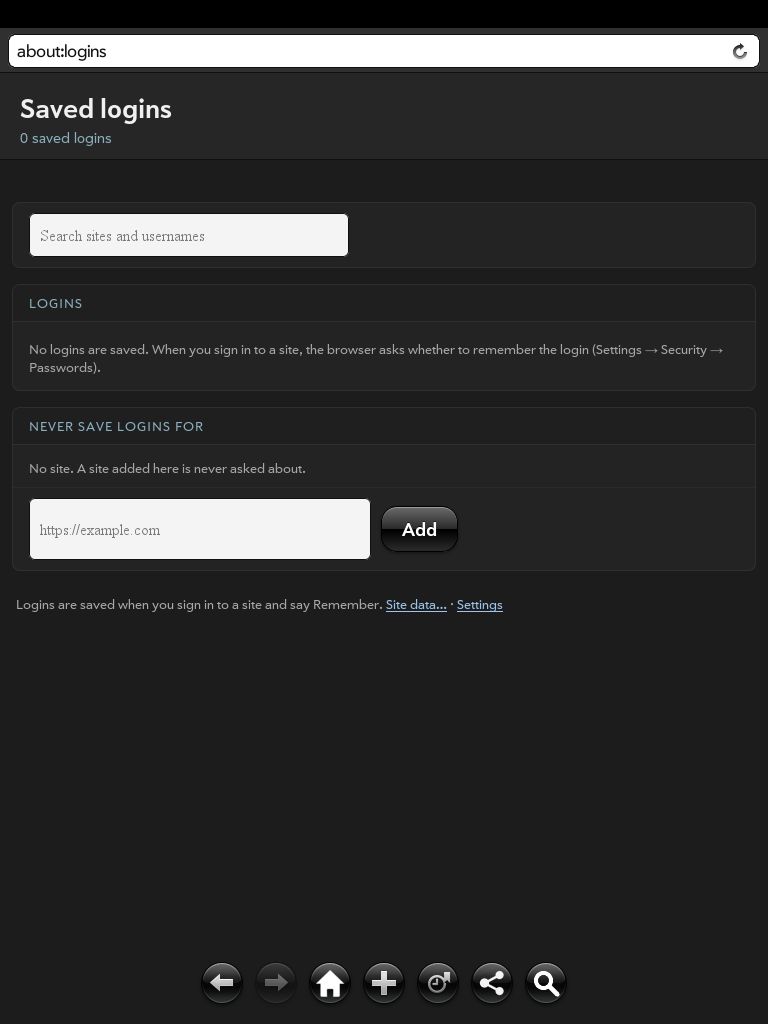 about:logins
Saved logins
0 saved logins
Search sites and usernames
LOGINS
No logins are saved. When you sign in to a site, the browser asks whether to remember the login (Settings → Security →
Passwords).
NEVER SAVE LOGINS FOR
No site. A site added here is never asked about.
https://example.com
Add
Logins are saved when you sign in to a site and say Remember. Site data... · Settings